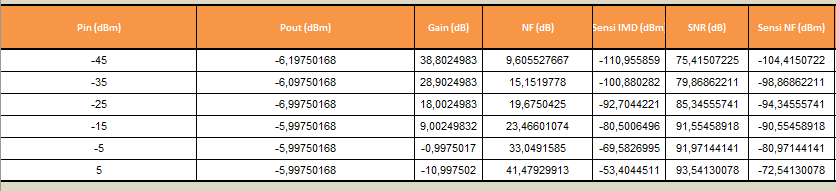 Pin (dBm) Pout (dBm) Gain (dB) NF (dB) Sensi IMD (dBm SNR (dB) Sensi NF (dBm)
-45 -6,19750168 38,8024983 9,605527667 -110,955859 75,41507225 -104,4150722
-35 -6,09750168 28,9024983 15,1519778 -100,880282 79,86862211 -98,86862211
-25 -6,99750168 18,0024983 19,6750425 -92,7044221 85,34555741 -94,34555741
-15 -5,99750168 9,00249832 23,46601074 -80,5006496 91,55458918 -90,55458918
-5 -5,99750168 -0,9975017 33,0491585 -69,5826995 91,97144141 -80,97144141
5 -5,99750168 -10,997502 41,47929913 -53,4044511 93,54130078 -72,54130078